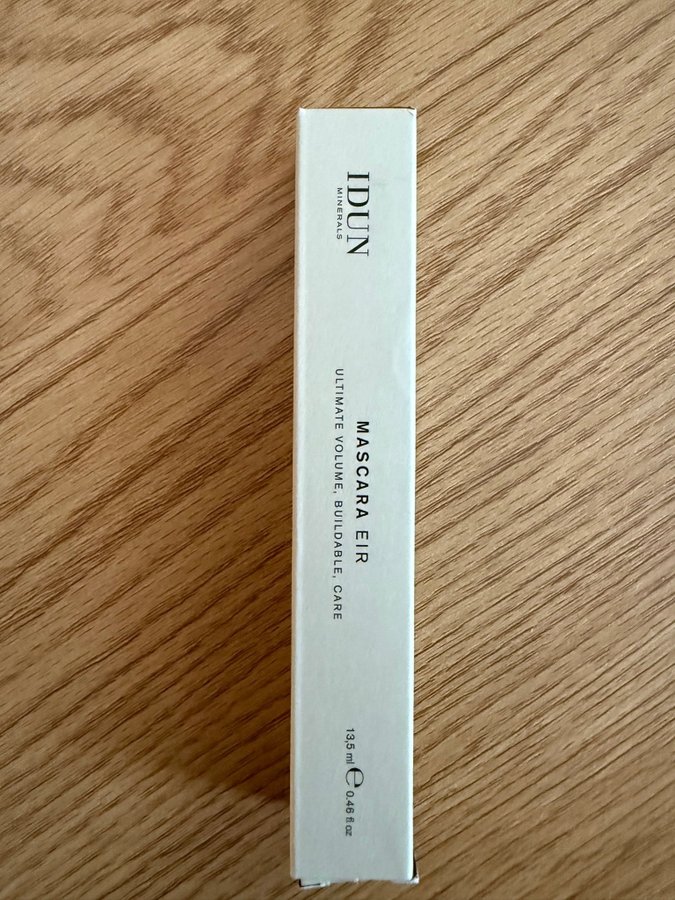 IDUN
MINERALS
MASCARA EIR
ULTIMATE VOLUME, BUILDABLE, CARE
13,5 ml ℮ 0.46 fl oz